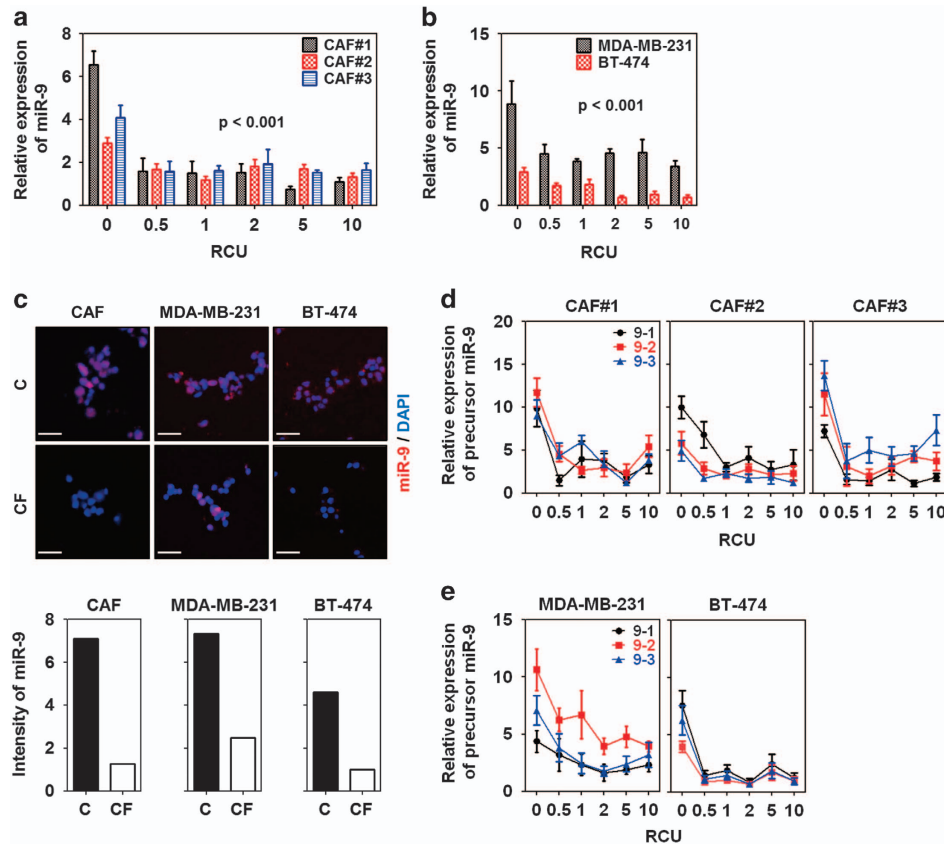 a
Relative expression
of miR-9
8
6
4
2
0
CAF#1
CAF#2
CAF#3
p < 0.001
0 0.5 1 2 5 10
RCU
b
Relative expression
of miR-9
15
10
5
0
MDA-MB-231
BT-474
p < 0.001
0 0.5 1 2 5 10
RCU
c
CAF MDA-MB-231 BT-474
C
CF
miR-9 / DAPI
CAF MDA-MB-231 BT-474
Intensity of miR-9
8
6
4
2
0
C CF C CF C CF
d
CAF#1 CAF#2 CAF#3
Relative expression
of precursor miR-9
20
15
10
5
0
9-1
9-2
9-3
0 0.5 1 2 5 10 0 0.5 1 2 5 10 0 0.5 1 2 5 10
RCU
e
MDA-MB-231 BT-474
Relative expression
of precursor miR-9
15
10
5
0
9-1
9-2
9-3
0 0.5 1 2 5 10 0 0.5 1 2 5 10
RCU